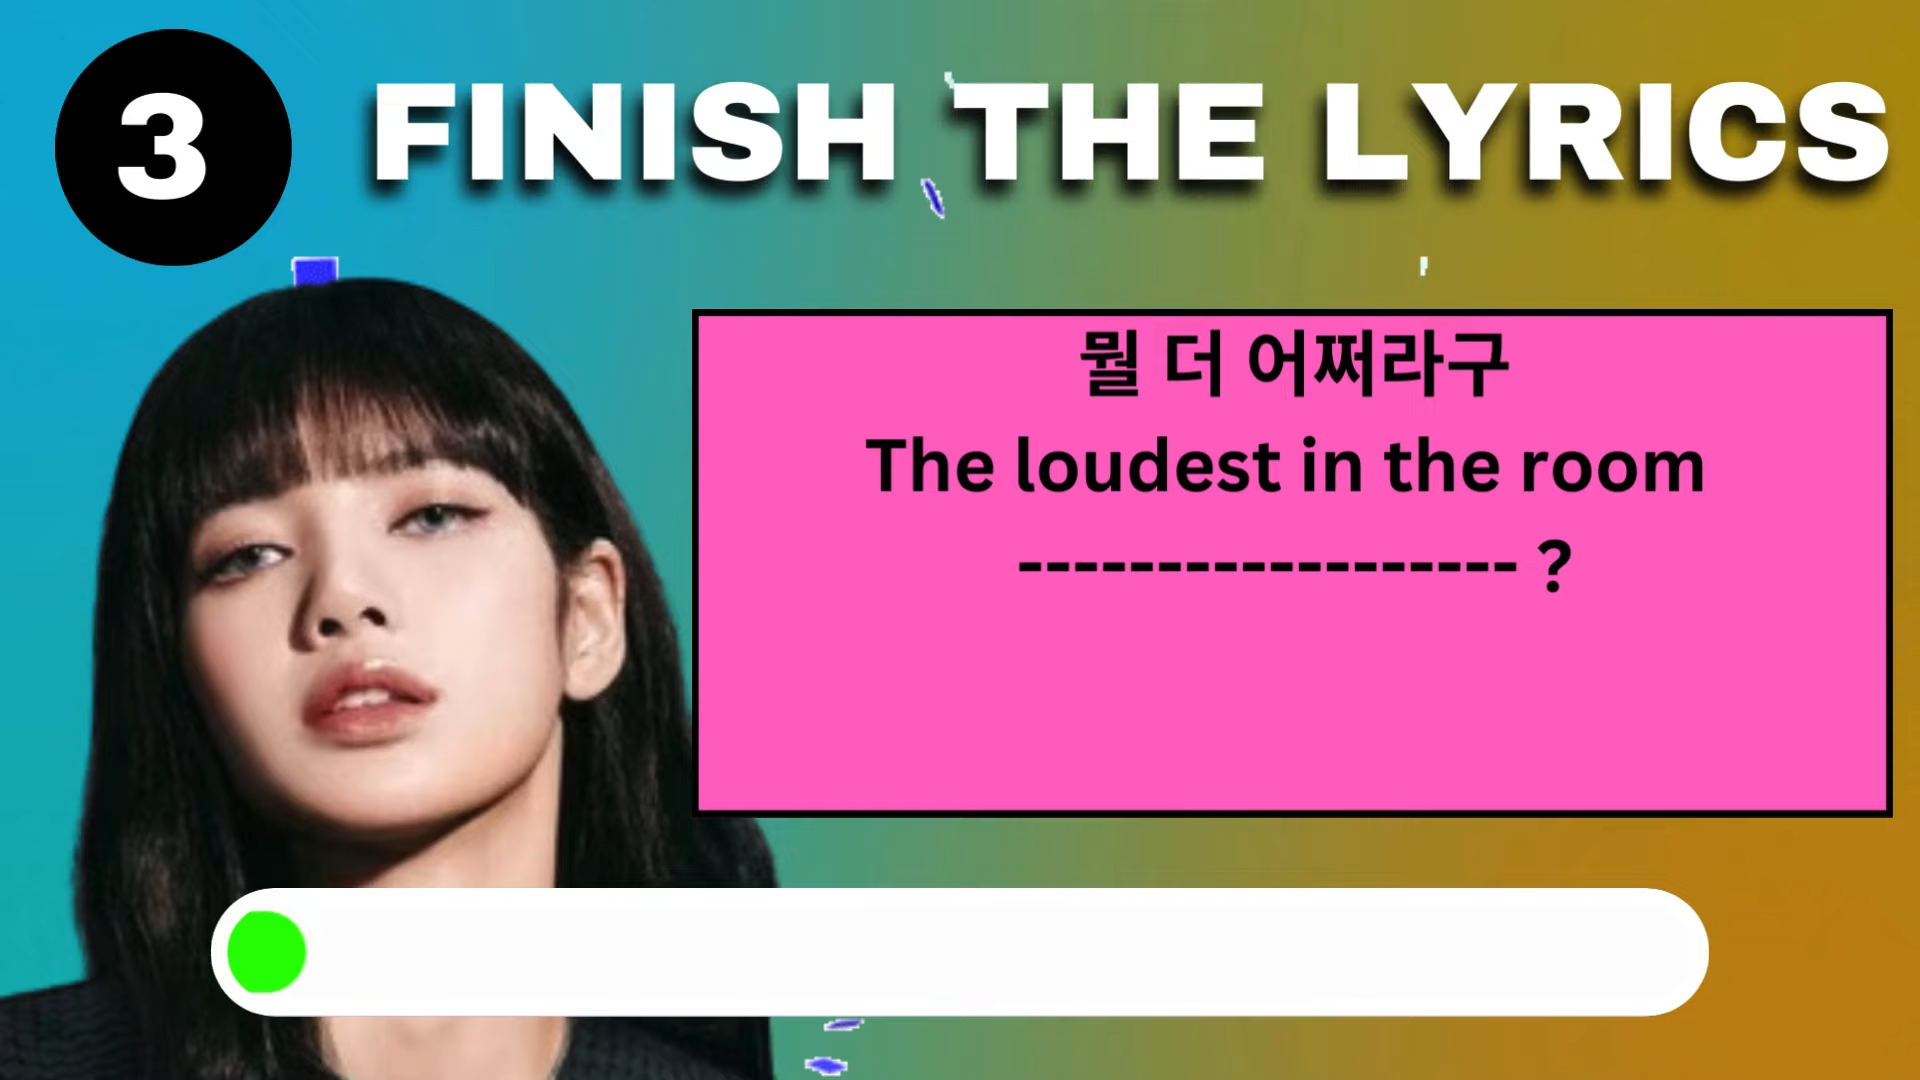 3
FINISH THE LYRICS
뭘 더 어쩌라구
The loudest in the room
------------------ ?